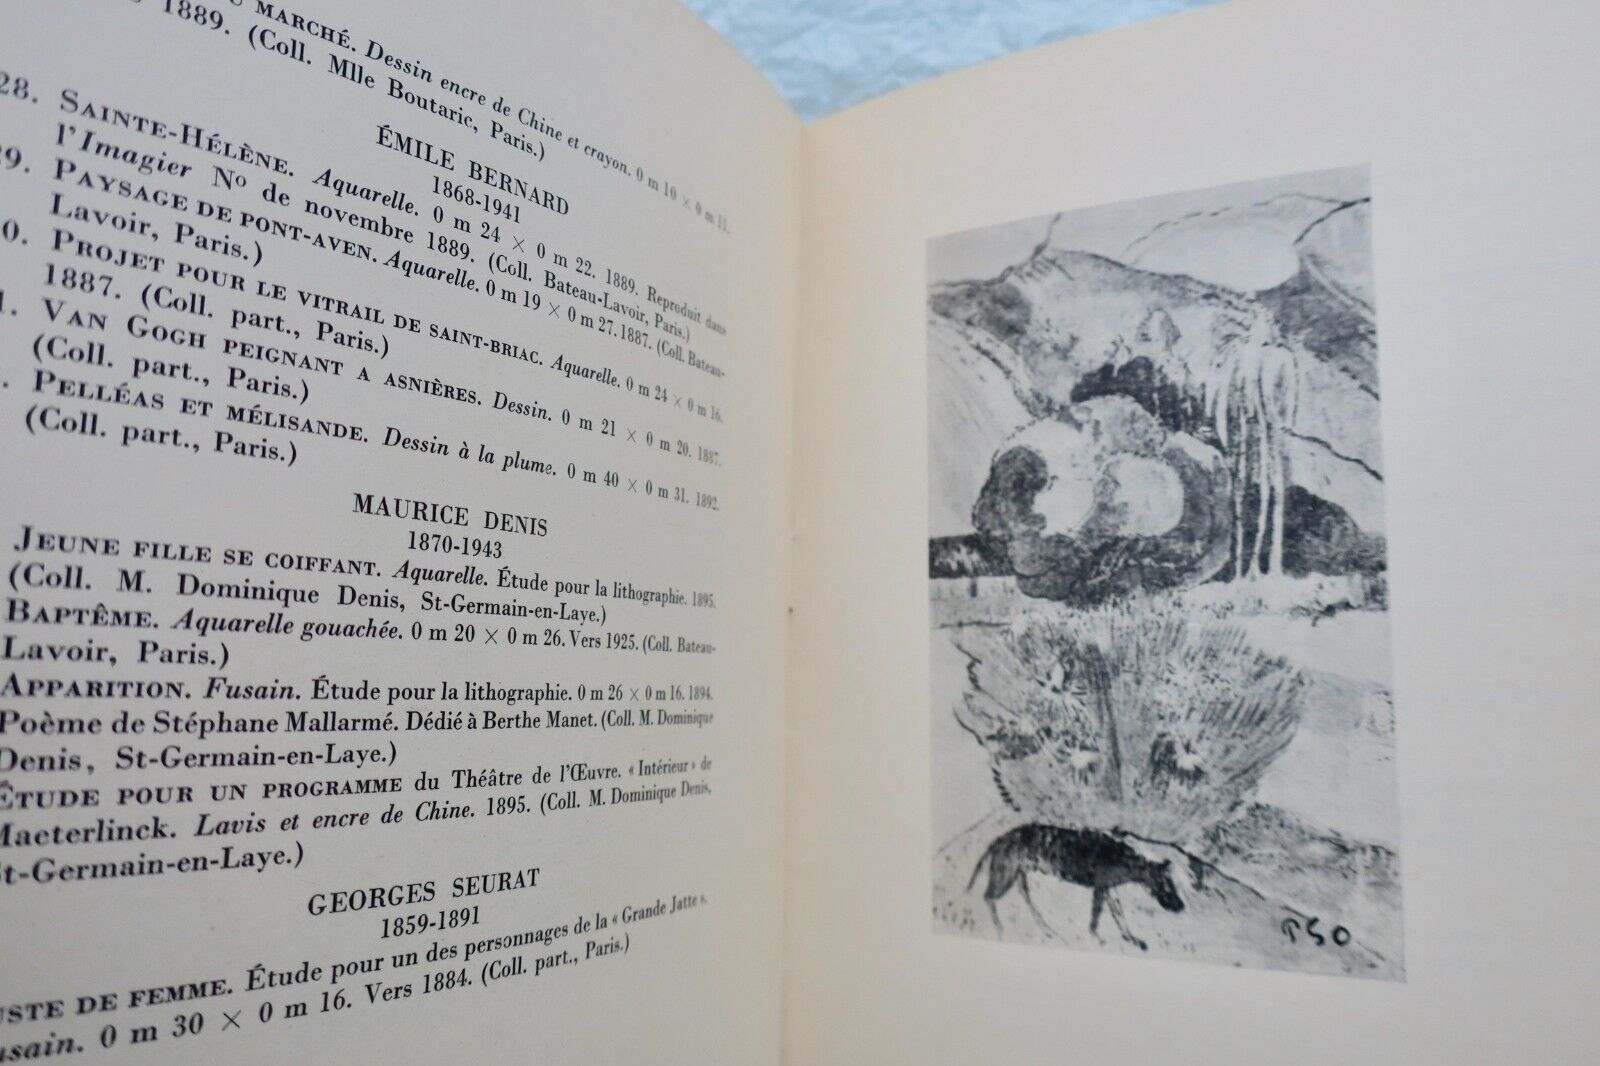 MARCHÉ. Dessin encre de Chine et crayon. 0 m 10 × 0 m 11.
1889. (Coll. Mlle Boutaric, Paris.)
ÉMILE BERNARD
1868-1941
28. SAINTE-HÉLÈNE. Aquarelle. 0 m 24 × 0 m 22. 1889. Reproduit dans
l'Imagier No de novembre 1889. (Coll. Bateau-Lavoir, Paris.)
9. PAYSAGE DE PONT-AVEN. Aquarelle. 0 m 19 × 0 m 27. 1887. (Coll. Bateau-
Lavoir, Paris.)
0. PROJET POUR LE VITRAIL DE SAINT-BRIAC. Aquarelle. 0 m 24 × 0 m 16.
1887. (Coll. part., Paris.)
VAN GOGH PEIGNANT A ASNIÈRES. Dessin. 0 m 21 × 0 m 20. 1887.
(Coll. part., Paris.)
PELLÉAS ET MÉLISANDE. Dessin à la plume. 0 m 40 × 0 m 31. 1892.
(Coll. part., Paris.)
MAURICE DENIS
1870-1943
JEUNE FILLE SE COIFFANT. Aquarelle. Étude pour la lithographie. 1895.
(Coll. M. Dominique Denis, St-Germain-en-Laye.)
BAPTÊME. Aquarelle gouachée. 0 m 20 × 0 m 26. Vers 1925. (Coll. Bateau-
Lavoir, Paris.)
APPARITION. Fusain. Étude pour la lithographie. 0 m 26 × 0 m 16. 1894.
Poème de Stéphane Mallarmé. Dédié à Berthe Manet. (Coll. M. Dominique
Denis, St-Germain-en-Laye.)
ÉTUDE POUR UN PROGRAMME du Théâtre de l'Œuvre. « Intérieur » de
Maeterlinck. Lavis et encre de Chine. 1895. (Coll. M. Dominique Denis,
St-Germain-en-Laye.)
GEORGES SEURAT
1859-1891
USTE DE FEMME. Étude pour un des personnages de la « Grande Jatte ».
usain. 0 m 30 × 0 m 16. Vers 1884. (Coll. part., Paris.)
PGO